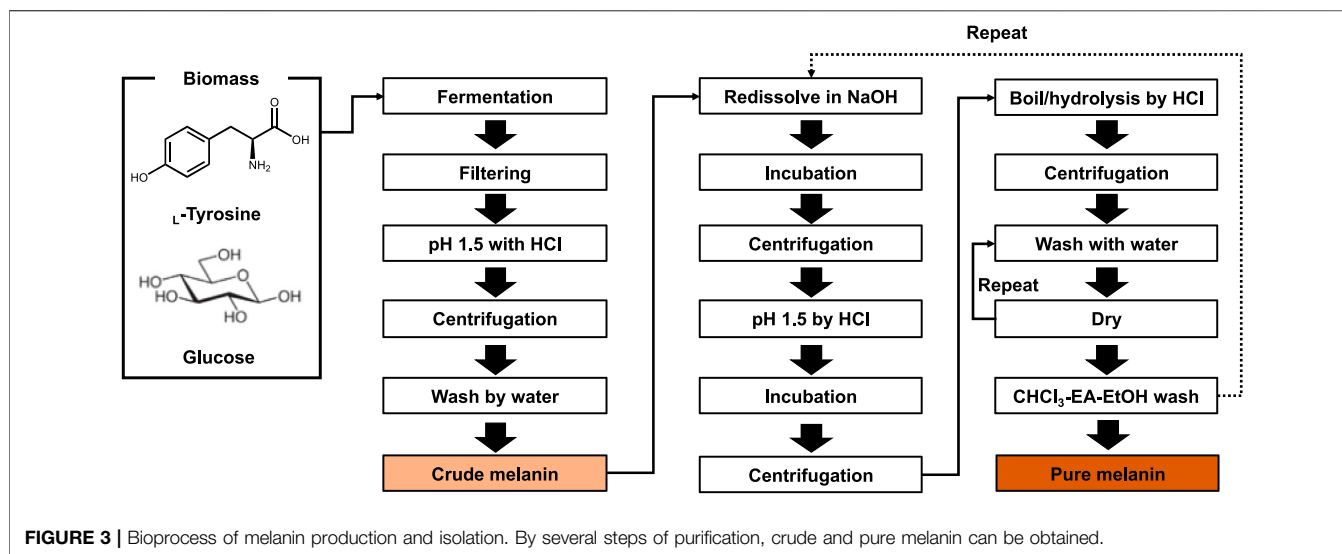 Biomass
O
OH
NH₂
HO
L-Tyrosine
OH
HO
O
HO
OH
OH
Glucose
Fermentation
Filtering
pH 1.5 with HCl
Centrifugation
Wash by water
Crude melanin
Redissolve in NaOH
Incubation
Centrifugation
pH 1.5 by HCl
Incubation
Centrifugation
Repeat
Boil/hydrolysis by HCl
Centrifugation
Wash with water
Repeat
Dry
CHCl₃-EA-EtOH wash
Pure melanin
FIGURE 3 | Bioprocess of melanin production and isolation. By several steps of purification, crude and pure melanin can be obtained.